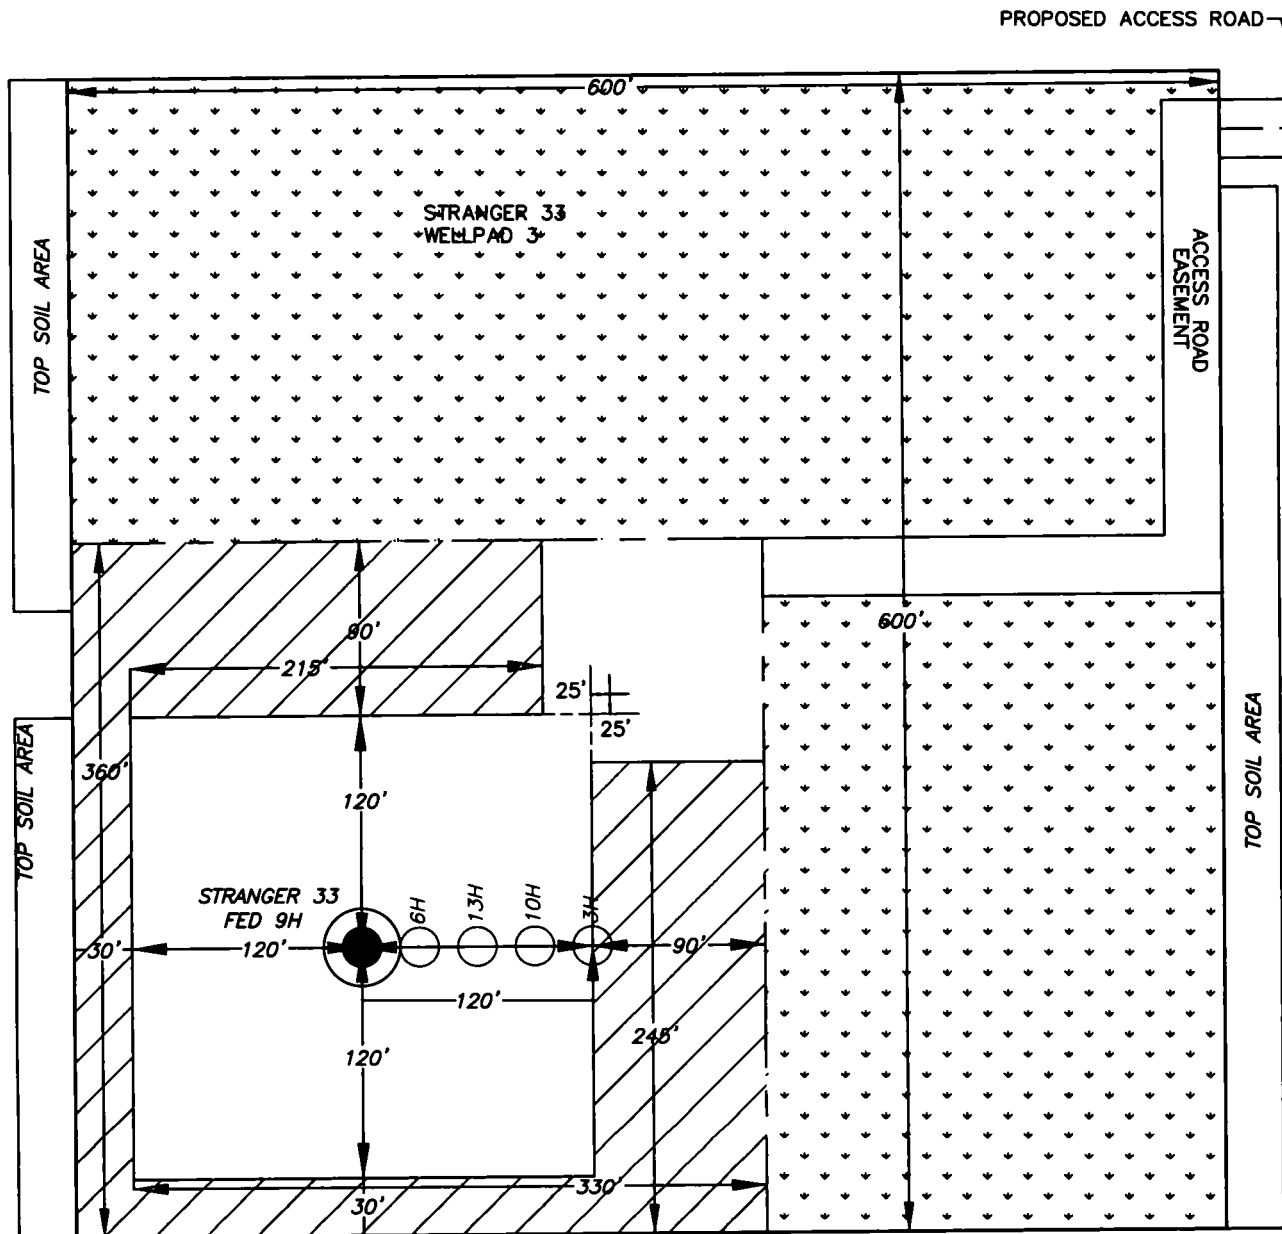 PROPOSED ACCESS ROAD
600'
STRANGER 33
WELLPAD 3
TOP SOIL AREA
ACCESS ROAD
EASEMENT
90'
600'
215'
25'
25'
360'
120'
TOP SOIL AREA
TOP SOIL AREA
STRANGER 33
FED 9H
6H
13H
10H
3H
30'
120'
90'
120'
245'
120'
330'
30'